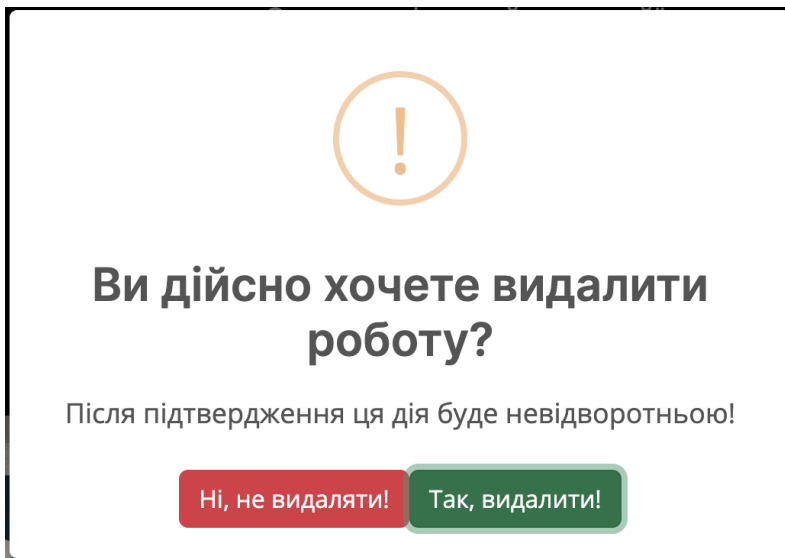 Ви дійсно хочете видалити
роботу?
Після підтвердження ця дія буде невідворотньою!
Ні, не видаляти!
Так, видалити!